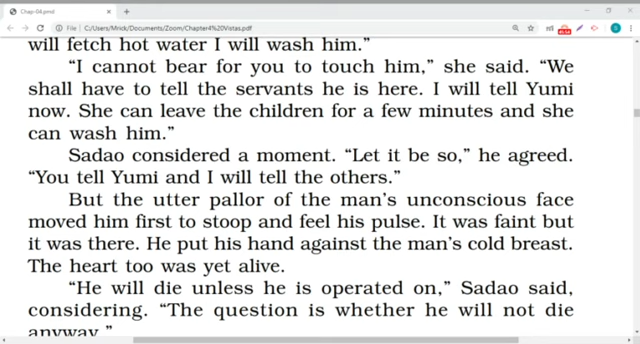 Chap-04.pmd
File | C:/Users/Mrick/Documents/Zoom/Chapter4%20Vistas.pdf
will fetch hot water I will wash him.”
“I cannot bear for you to touch him,” she said. “We
shall have to tell the servants he is here. I will tell Yumi
now. She can leave the children for a few minutes and she
can wash him.”
Sadao considered a moment. “Let it be so,” he agreed.
“You tell Yumi and I will tell the others.”
But the utter pallor of the man’s unconscious face
moved him first to stoop and feel his pulse. It was faint but
it was there. He put his hand against the man’s cold breast.
The heart too was yet alive.
“He will die unless he is operated on,” Sadao said,
considering. “The question is whether he will not die
anyway.”